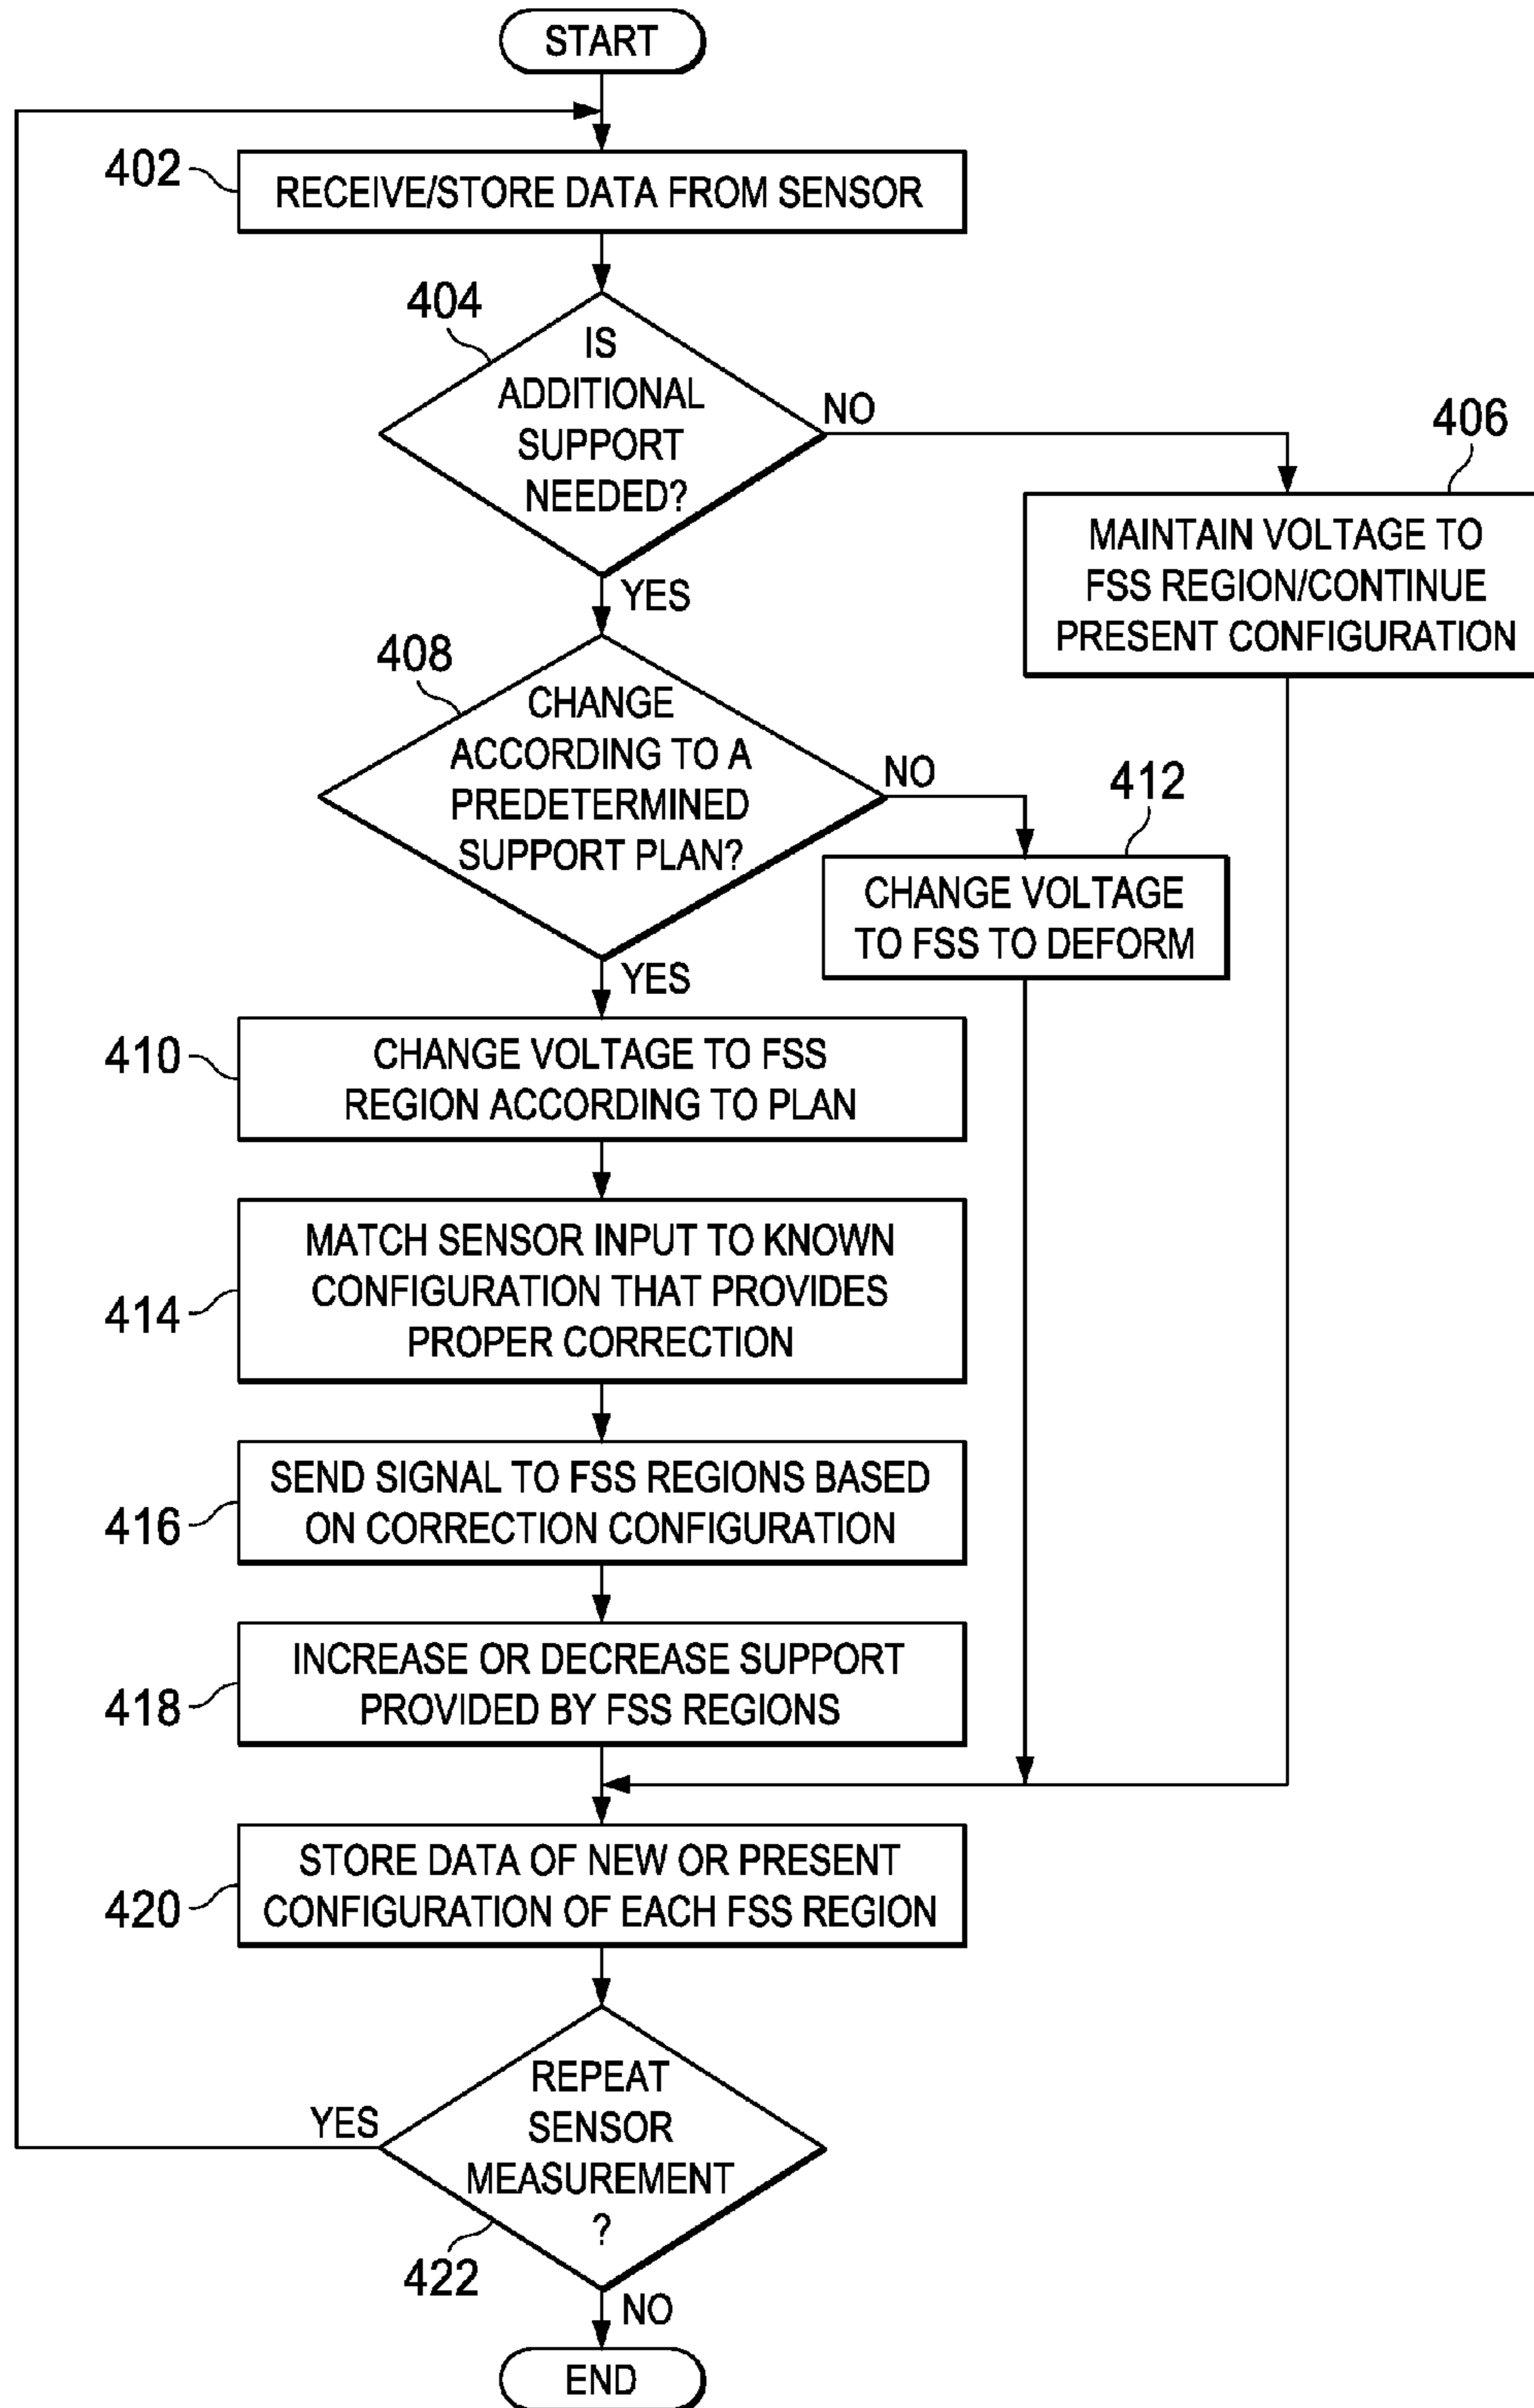 START
402
RECEIVE/STORE DATA FROM SENSOR
404
IS
ADDITIONAL
SUPPORT
NEEDED?
NO
406
MAINTAIN VOLTAGE TO
FSS REGION/CONTINUE
PRESENT CONFIGURATION
YES
408
CHANGE
ACCORDING TO A
PREDETERMINED
SUPPORT PLAN?
NO
412
CHANGE VOLTAGE
TO FSS TO DEFORM
YES
410
CHANGE VOLTAGE TO FSS
REGION ACCORDING TO PLAN
414
MATCH SENSOR INPUT TO KNOWN
CONFIGURATION THAT PROVIDES
PROPER CORRECTION
416
SEND SIGNAL TO FSS REGIONS BASED
ON CORRECTION CONFIGURATION
418
INCREASE OR DECREASE SUPPORT
PROVIDED BY FSS REGIONS
420
STORE DATA OF NEW OR PRESENT
CONFIGURATION OF EACH FSS REGION
YES
REPEAT
SENSOR
MEASUREMENT
?
422
NO
END